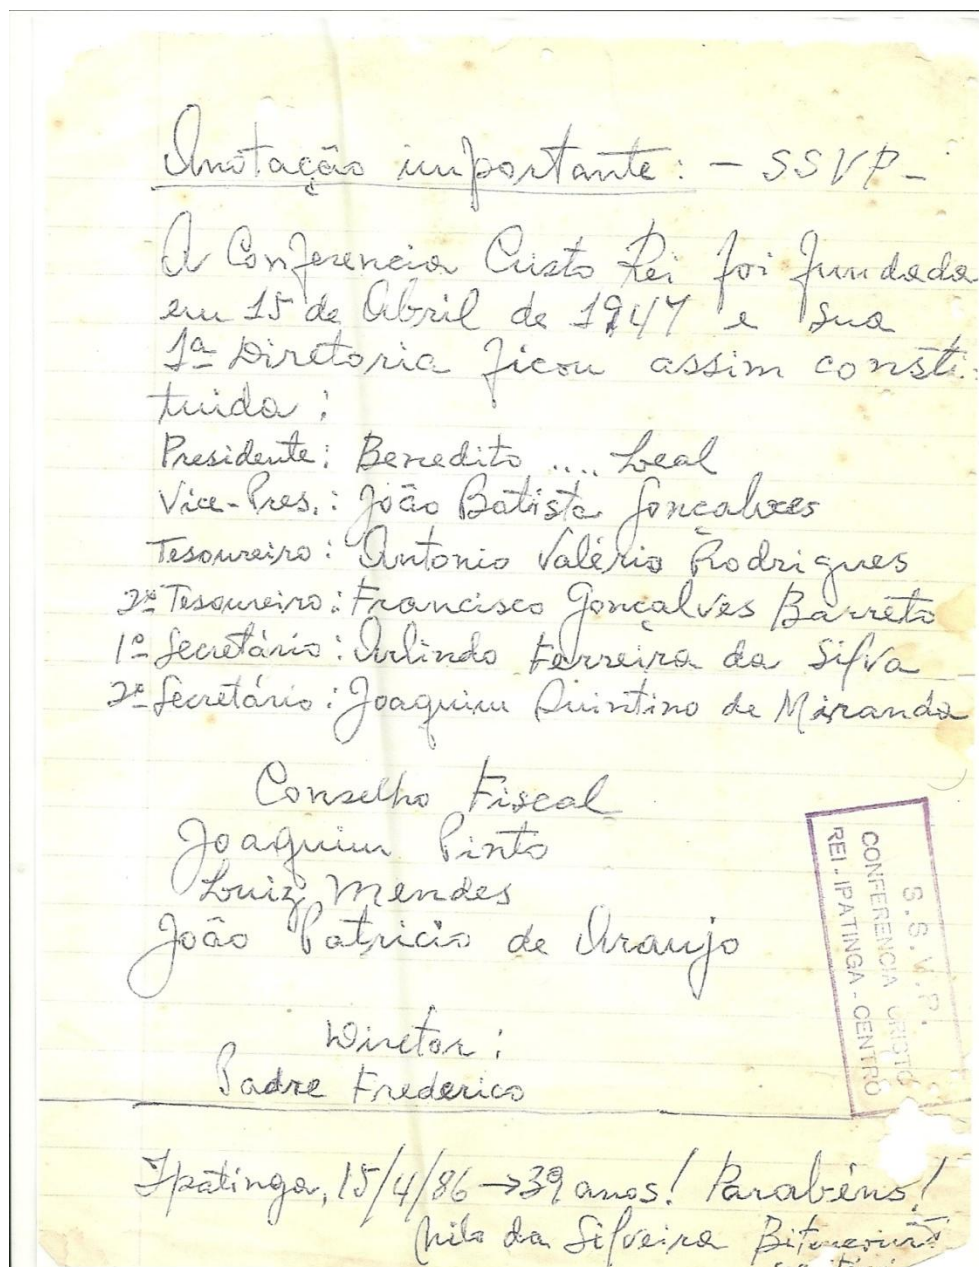 Anotação importante: - SSVP -
A Conferencia Cristo Rei foi fundada
em 15 de Abril de 1947 e sua
1ª Diretoria ficou assim consti-
tuida:
Presidente: Benedito .... Leal
Vice-Pres.: João Batista Gonçalves
Tesoureiro: Antonio Valério Rodrigues
2º Tesoureiro: Francisco Gonçalves Barreto
1º Secretário: Arlindo Ferreira da Silva
2º Secretário: Joaquim Quintino de Miranda
Conselho Fiscal
Joaquim Pinto
Luiz Mendes
João Patricio de Araujo
Diretor:
Padre Frederico
S.S.V.P.
CONFERENCIA CRISTO
REI - IPATINGA - CENTRO
Ipatinga, 15/4/86 → 39 anos! Parabéns!
Nilo da Silveira Bitencourt